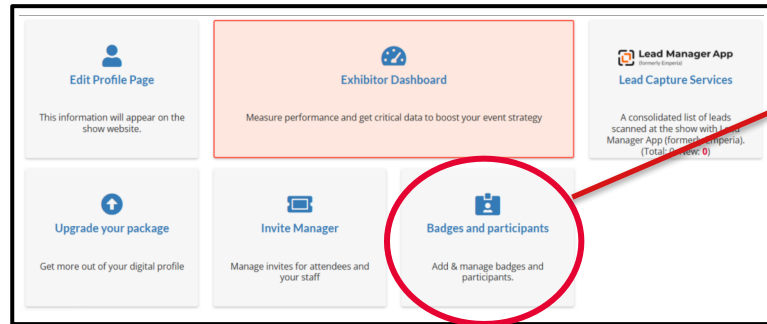 Edit Profile Page
This information will appear on the
show website.
Exhibitor Dashboard
Measure performance and get critical data to boost your event strategy
Lead Manager App
(formerly Emperia)
Lead Capture Services
A consolidated list of leads
scanned at the show with Lead
Manager App (formerly Emperia).
(Total: 0 New: 0)
Upgrade your package
Get more out of your digital profile
Invite Manager
Manage invites for attendees and
your staff
Badges and participants
Add & manage badges and
participants.